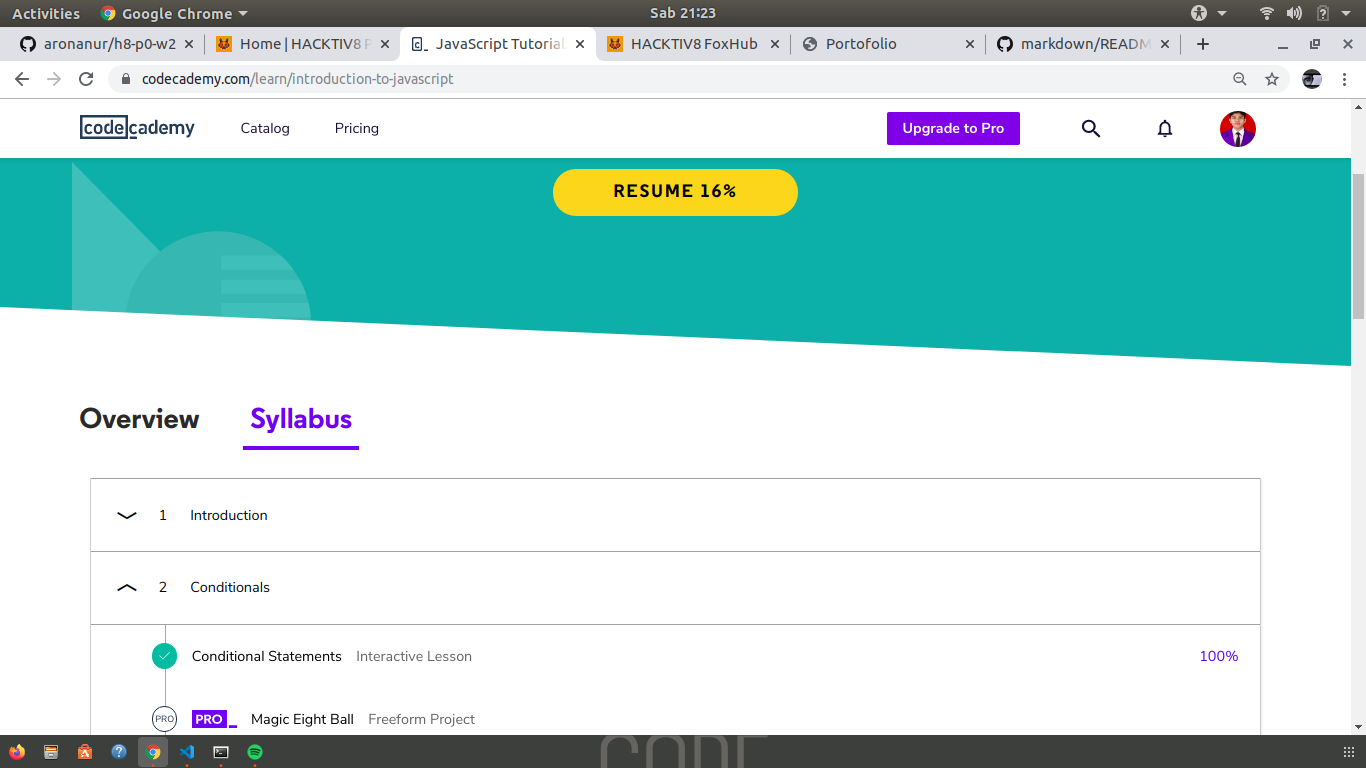 Activities Google Chrome Sab 21:23
aronanur/h8-p0-w2 Home | HACKTIV8 P JavaScript Tutorial HACKTIV8 FoxHub Portofolio markdown/READM
codecademy.com/learn/introduction-to-javascript
codecademy Catalog Pricing Upgrade to Pro
RESUME 16%
Overview Syllabus
1 Introduction
2 Conditionals
Conditional Statements Interactive Lesson 100%
PRO PRO Magic Eight Ball Freeform Project
CODE